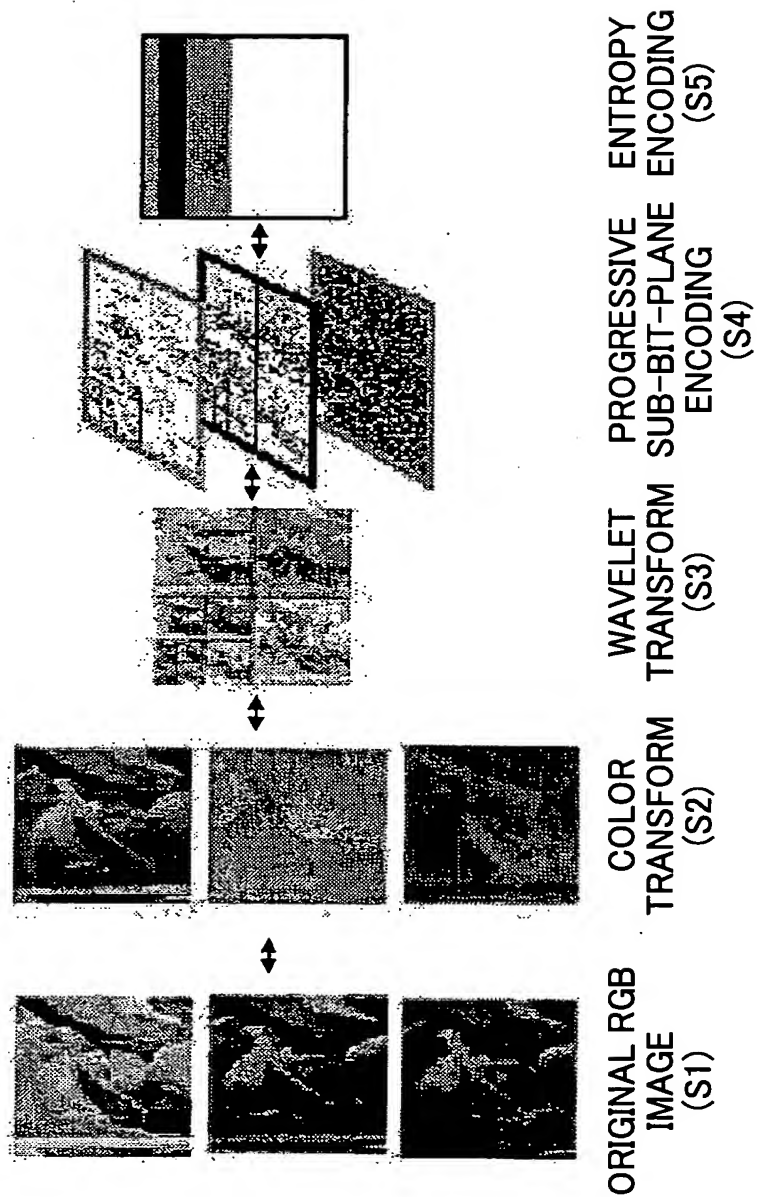 ORIGINAL RGB
IMAGE
(S1)
COLOR
TRANSFORM
(S2)
WAVELET
TRANSFORM
(S3)
PROGRESSIVE
SUB-BIT-PLANE
ENCODING
(S4)
ENTROPY
ENCODING
(S5)